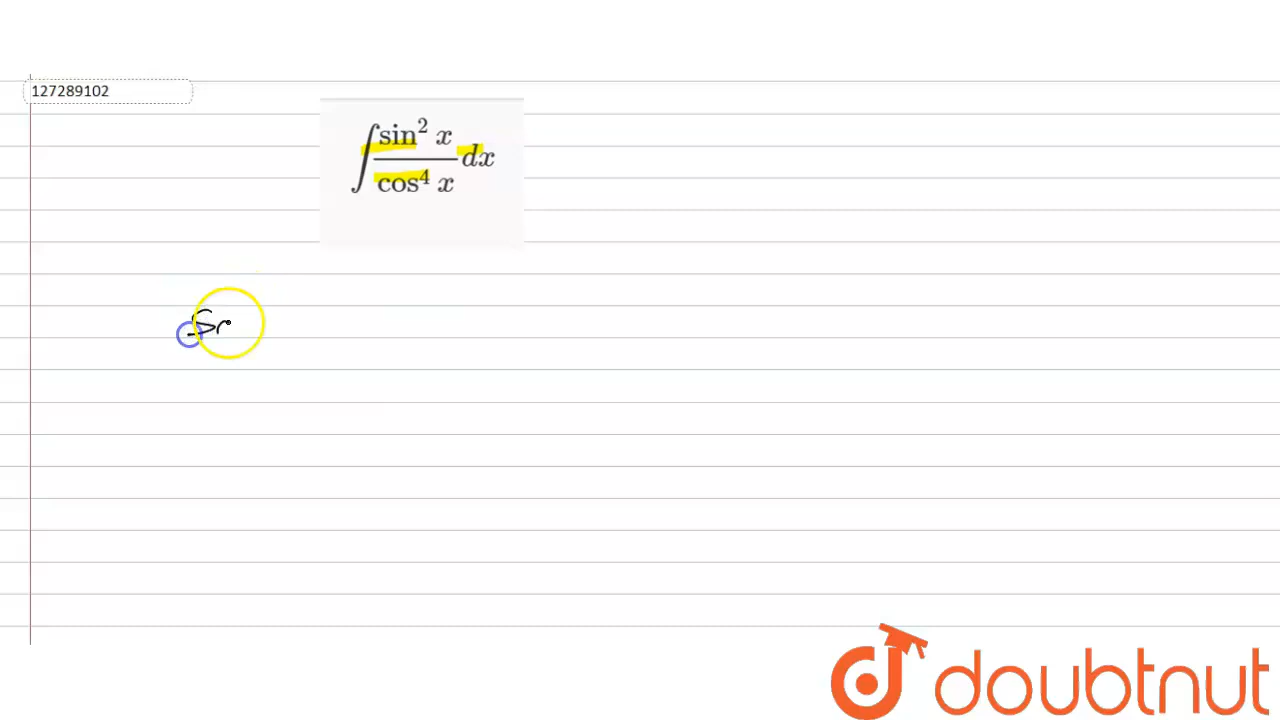 127289102
∫ sin² x / cos⁴ x dx
doubtnut